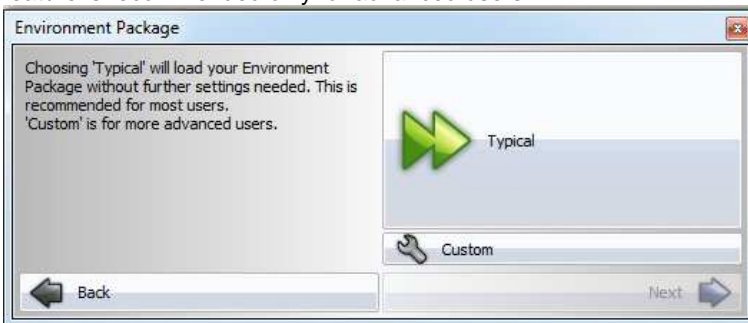 Environment Package
Choosing 'Typical' will load your Environment
Package without further settings needed. This is
recommended for most users.
'Custom' is for more advanced users.
Typical
Custom
Back
Next